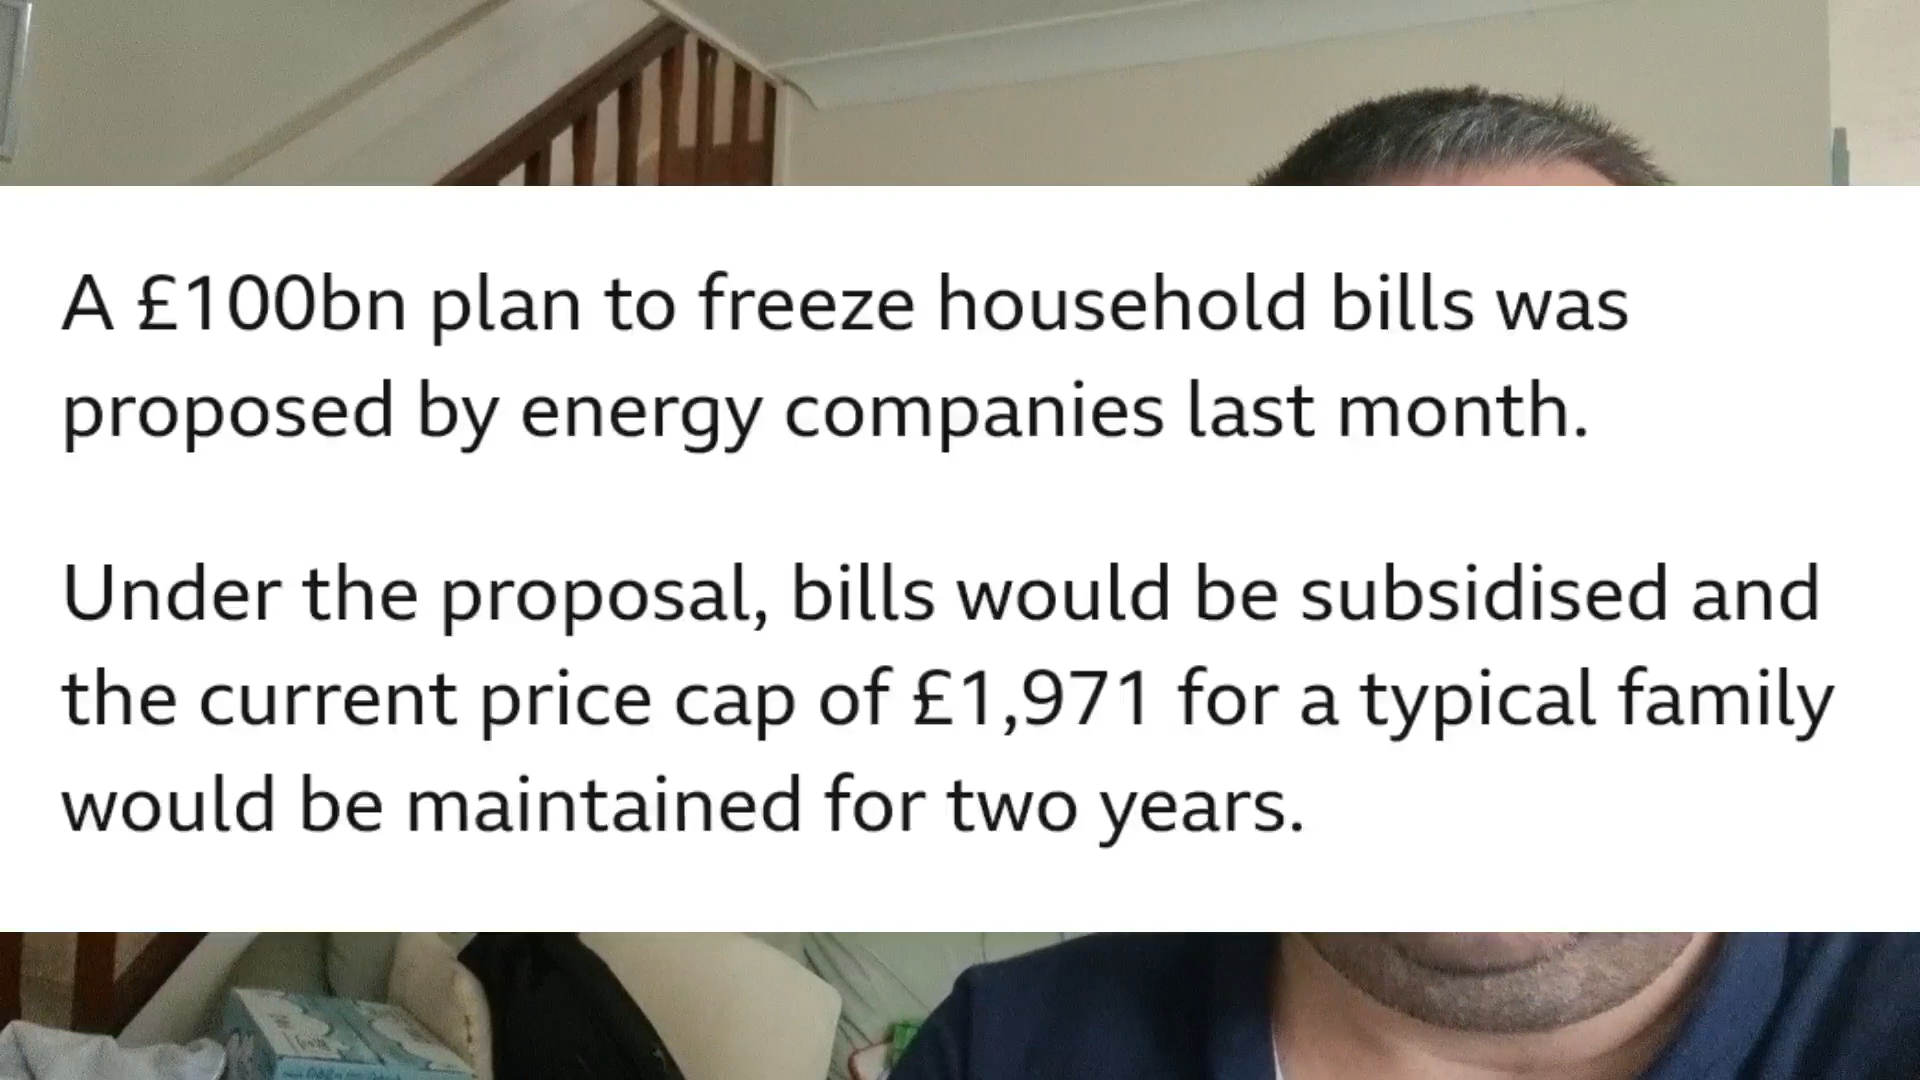 A £100bn plan to freeze household bills was
proposed by energy companies last month.
Under the proposal, bills would be subsidised and
the current price cap of £1,971 for a typical family
would be maintained for two years.